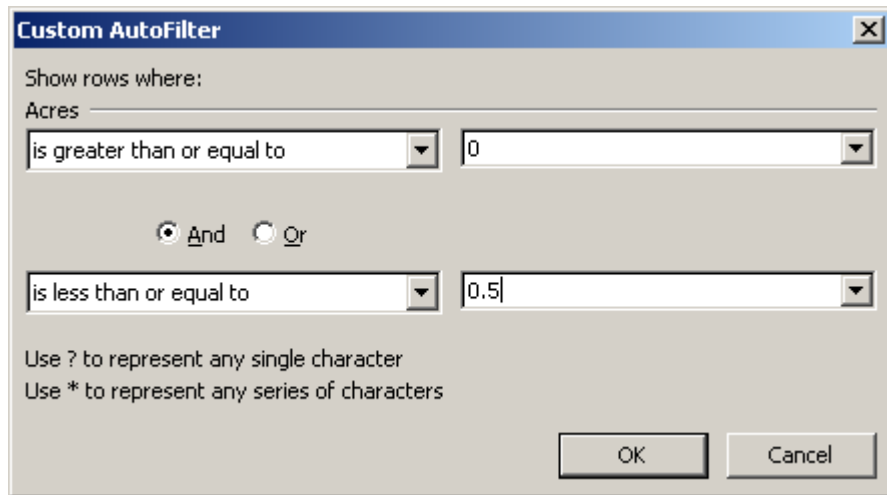 Custom AutoFilter
Show rows where:
Acres
is greater than or equal to 0
And Or
is less than or equal to 0.5
Use ? to represent any single character
Use * to represent any series of characters
OK Cancel